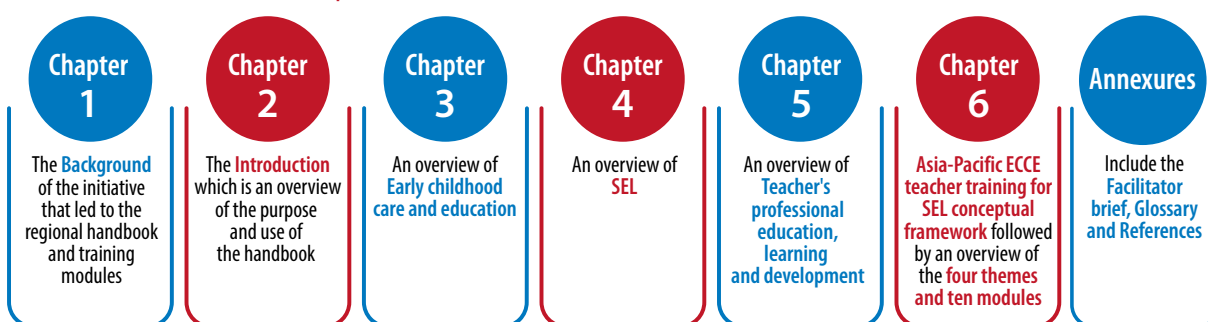 Chapter
1
The Background
of the initiative
that led to the
regional handbook
and training
modules
Chapter
2
The Introduction
which is an overview
of the purpose
and use of
the handbook
Chapter
3
An overview of
Early childhood
care and education
Chapter
4
An overview of
SEL
Chapter
5
An overview of
Teacher's
professional
education,
learning
and development
Chapter
6
Asia-Pacific ECCE
teacher training for
SEL conceptual
framework followed
by an overview of
the four themes
and ten modules
Annexures
Include the
Facilitator
brief, Glossary
and References